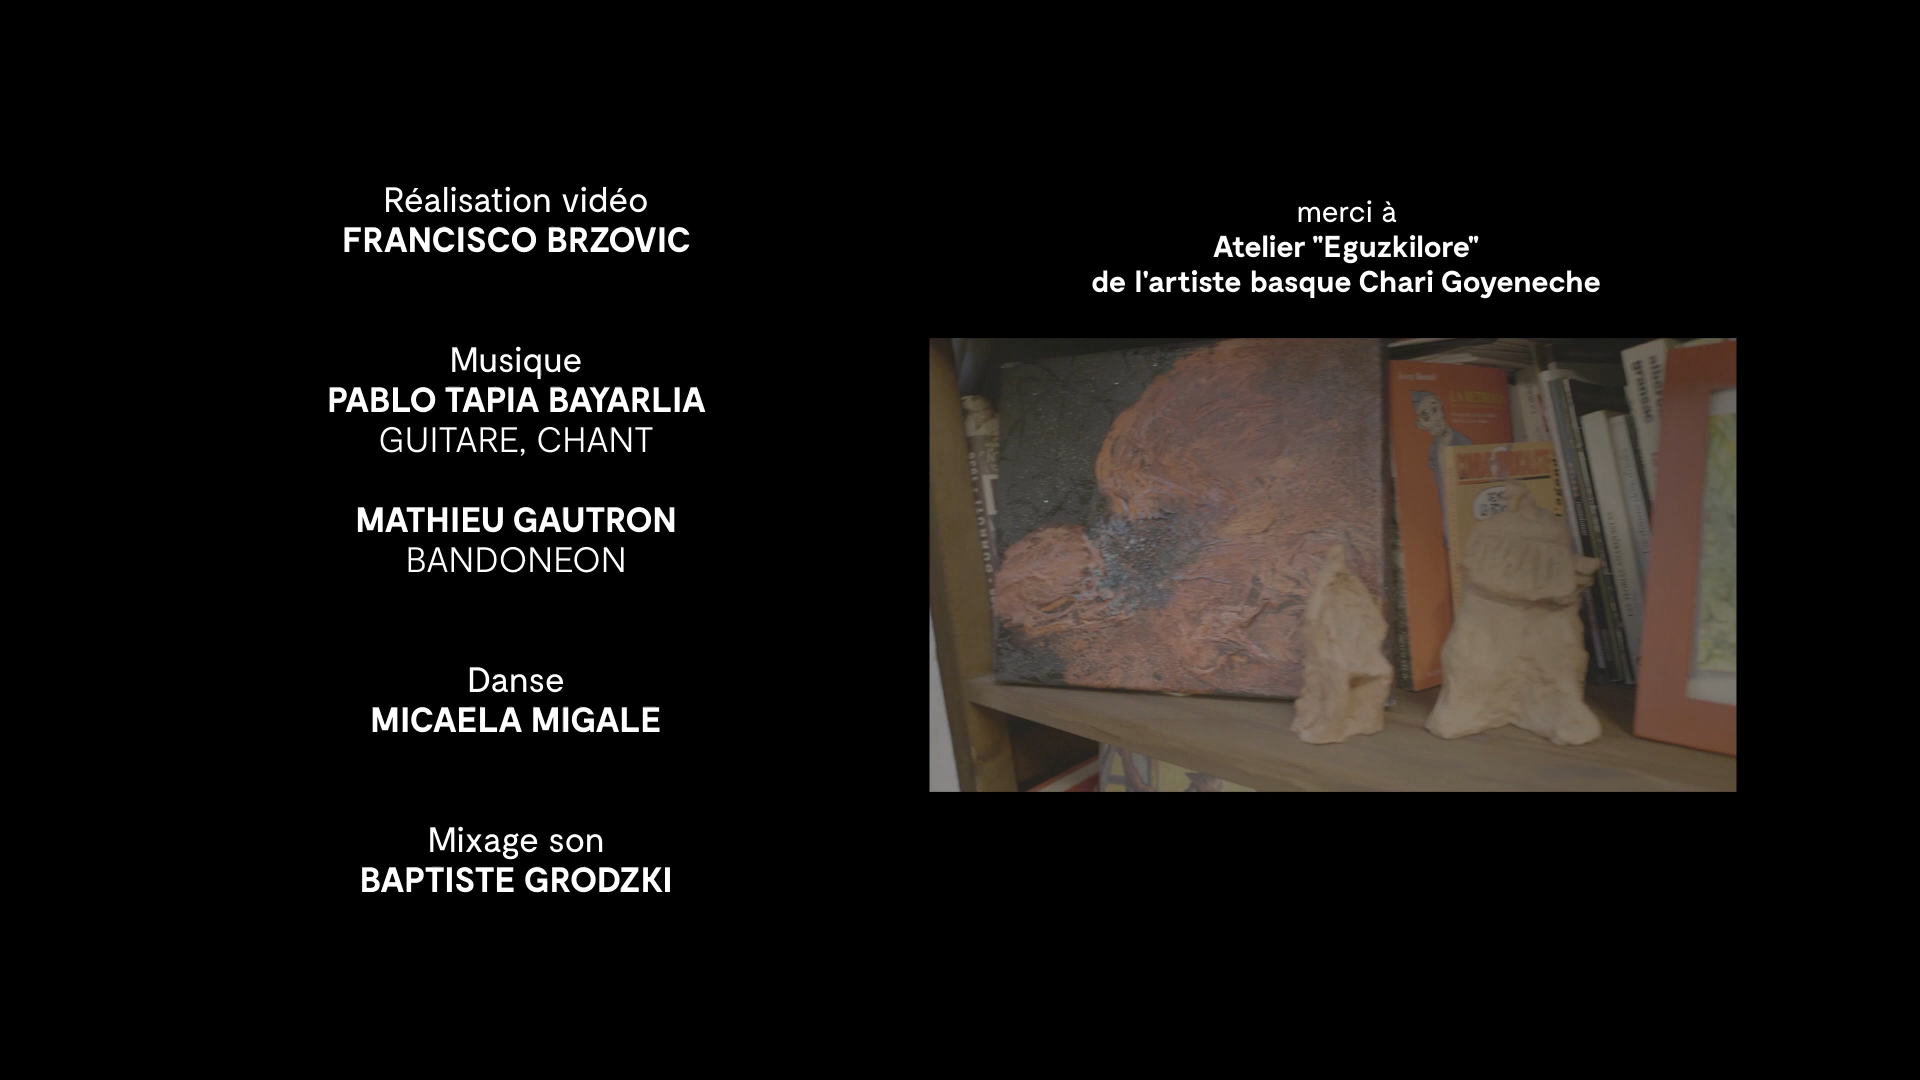 Réalisation vidéo
FRANCISCO BRZOVIC
Musique
PABLO TAPIA BAYARLIA
GUITARE, CHANT
MATHIEU GAUTRON
BANDONEON
Danse
MICAELA MIGALE
Mixage son
BAPTISTE GRODZKI
merci à
Atelier "Eguzkilore"
de l'artiste basque Chari Goyeneche